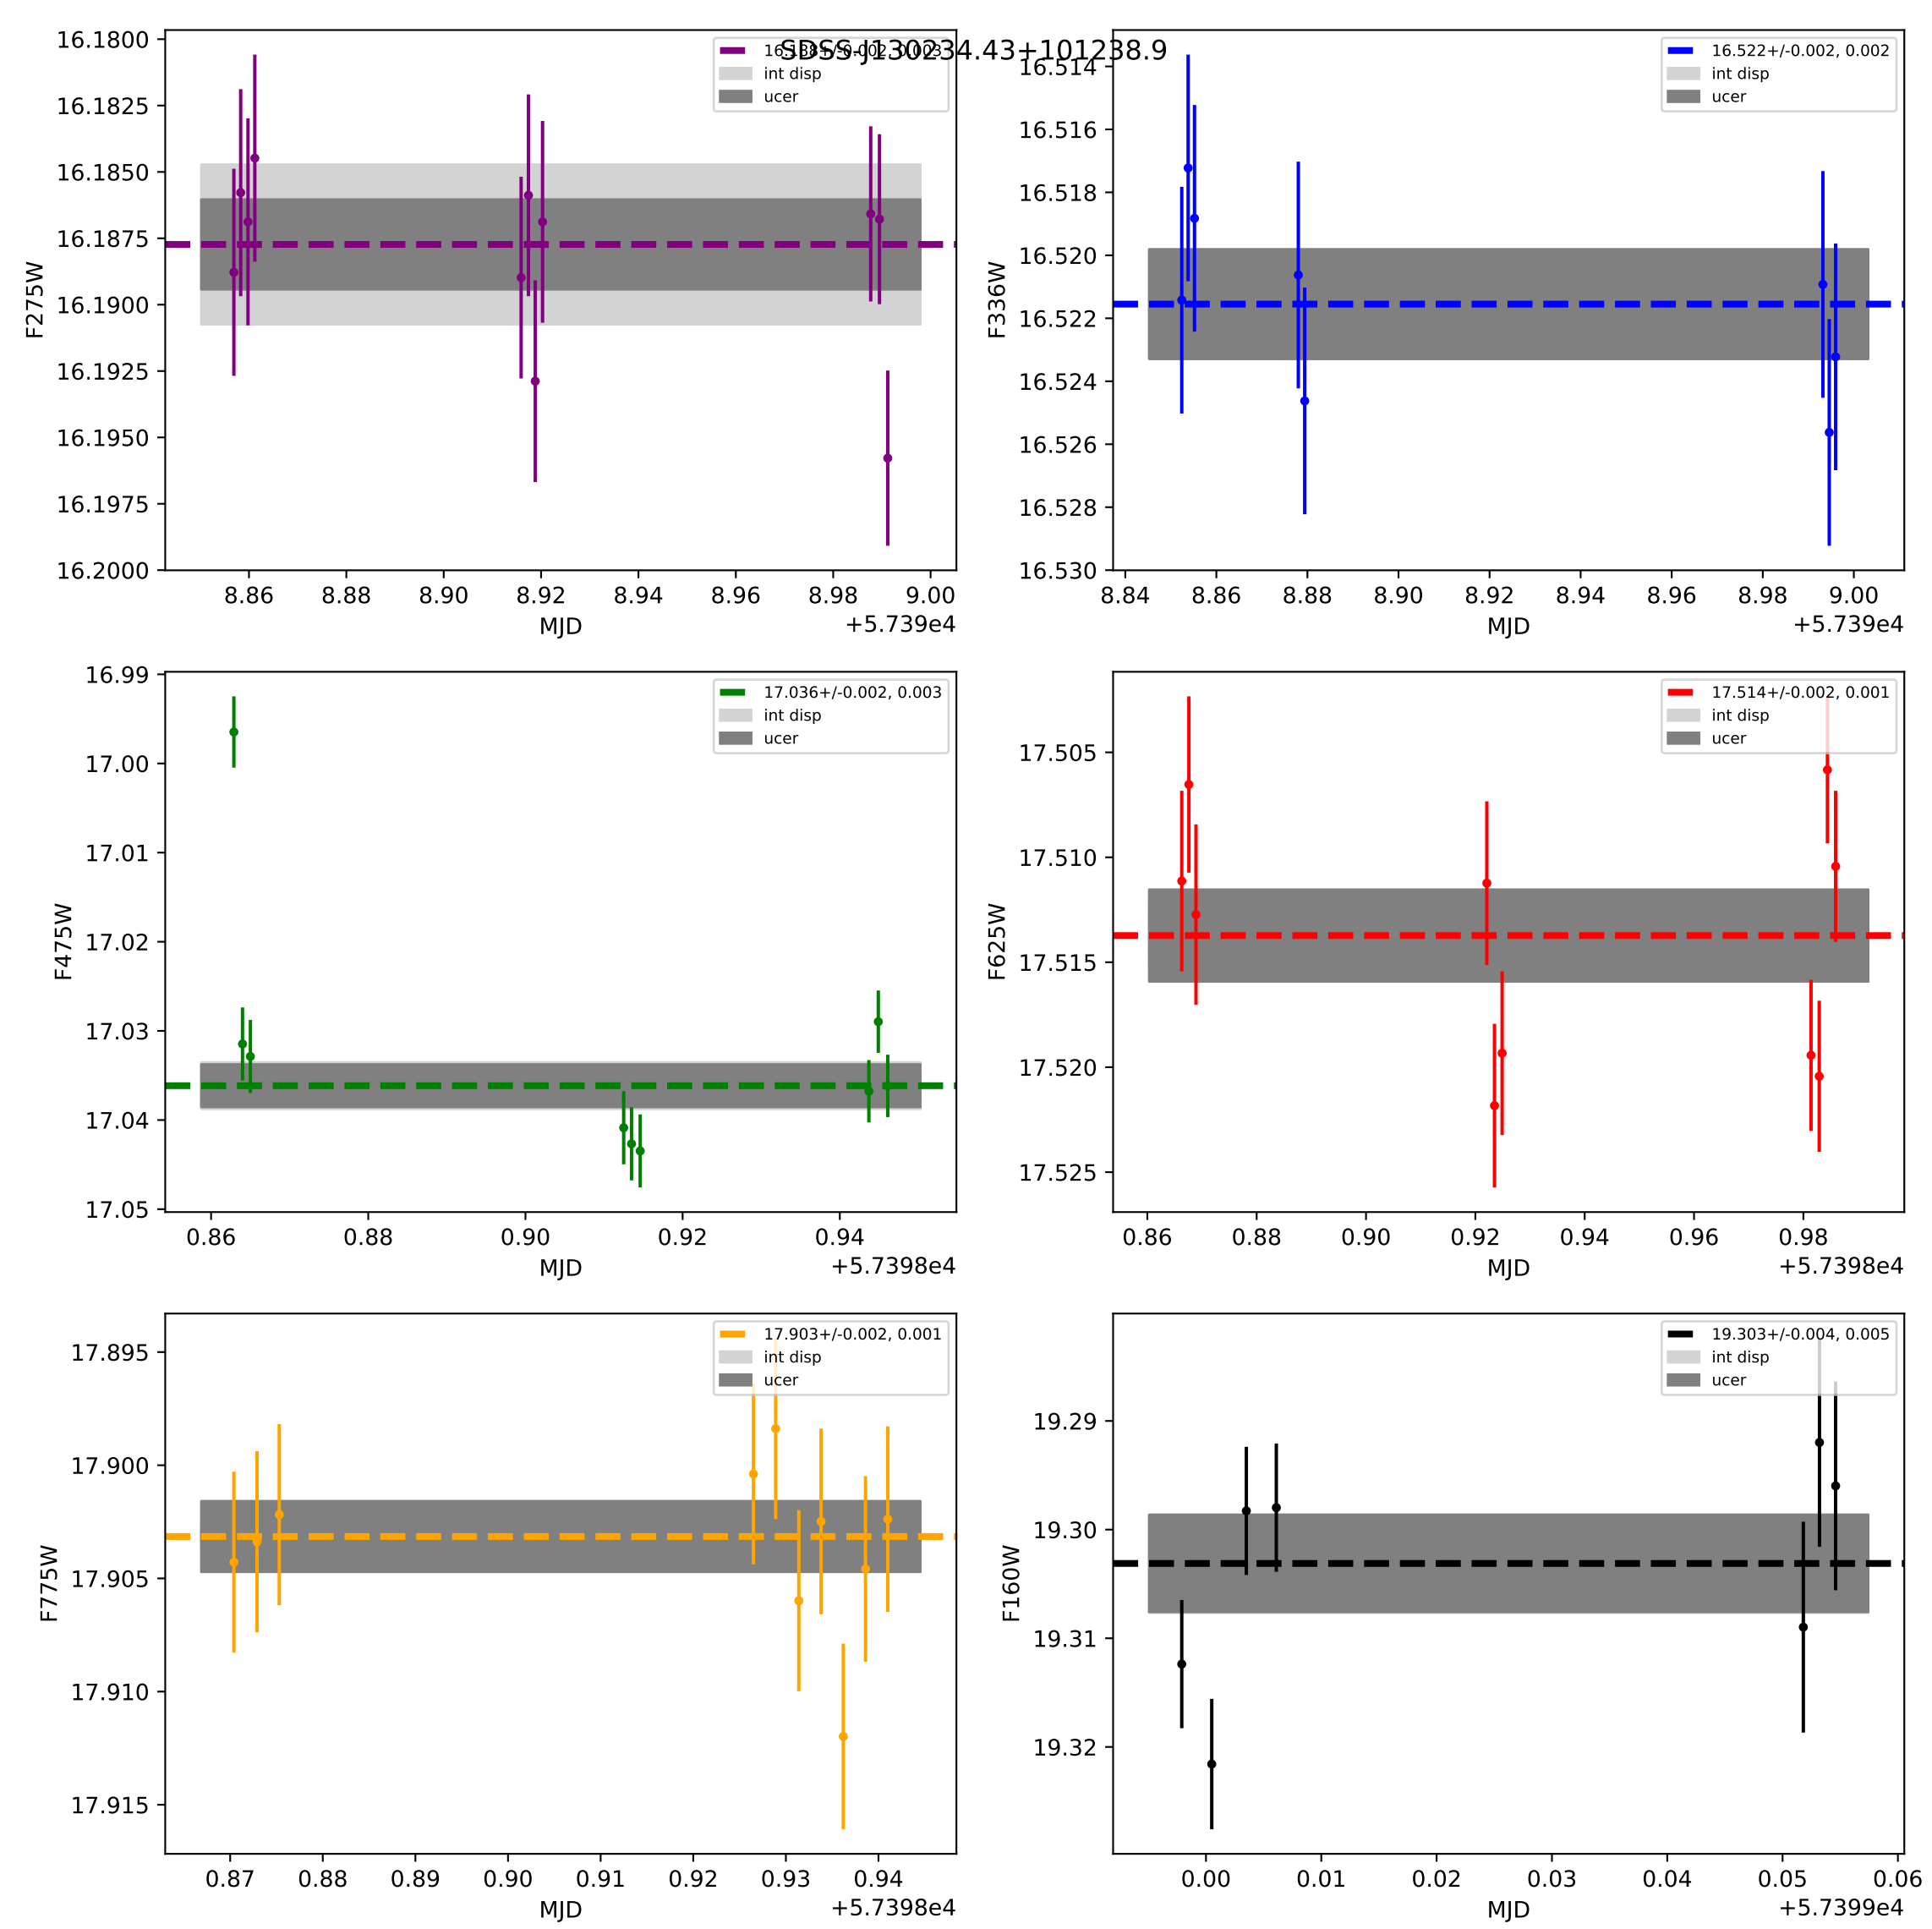 SDSS-J130234.43+101238.9
16.188+/-0.002, 0.003
int disp
ucer
16.1800
16.1825
16.1850
16.1875
16.1900
16.1925
16.1950
16.1975
16.2000
F275W
8.86 8.88 8.90 8.92 8.94 8.96 8.98 9.00
MJD
+5.739e4
16.522+/-0.002, 0.002
int disp
ucer
16.514
16.516
16.518
16.520
16.522
16.524
16.526
16.528
16.530
F336W
8.84 8.86 8.88 8.90 8.92 8.94 8.96 8.98 9.00
MJD
+5.739e4
17.036+/-0.002, 0.003
int disp
ucer
16.99
17.00
17.01
17.02
17.03
17.04
17.05
F475W
0.86 0.88 0.90 0.92 0.94
MJD
+5.7398e4
17.514+/-0.002, 0.001
int disp
ucer
17.505
17.510
17.515
17.520
17.525
F625W
0.86 0.88 0.90 0.92 0.94 0.96 0.98
MJD
+5.7398e4
17.903+/-0.002, 0.001
int disp
ucer
17.895
17.900
17.905
17.910
17.915
F775W
0.87 0.88 0.89 0.90 0.91 0.92 0.93 0.94
MJD
+5.7398e4
19.303+/-0.004, 0.005
int disp
ucer
19.29
19.30
19.31
19.32
F160W
0.00 0.01 0.02 0.03 0.04 0.05 0.06
MJD
+5.7399e4